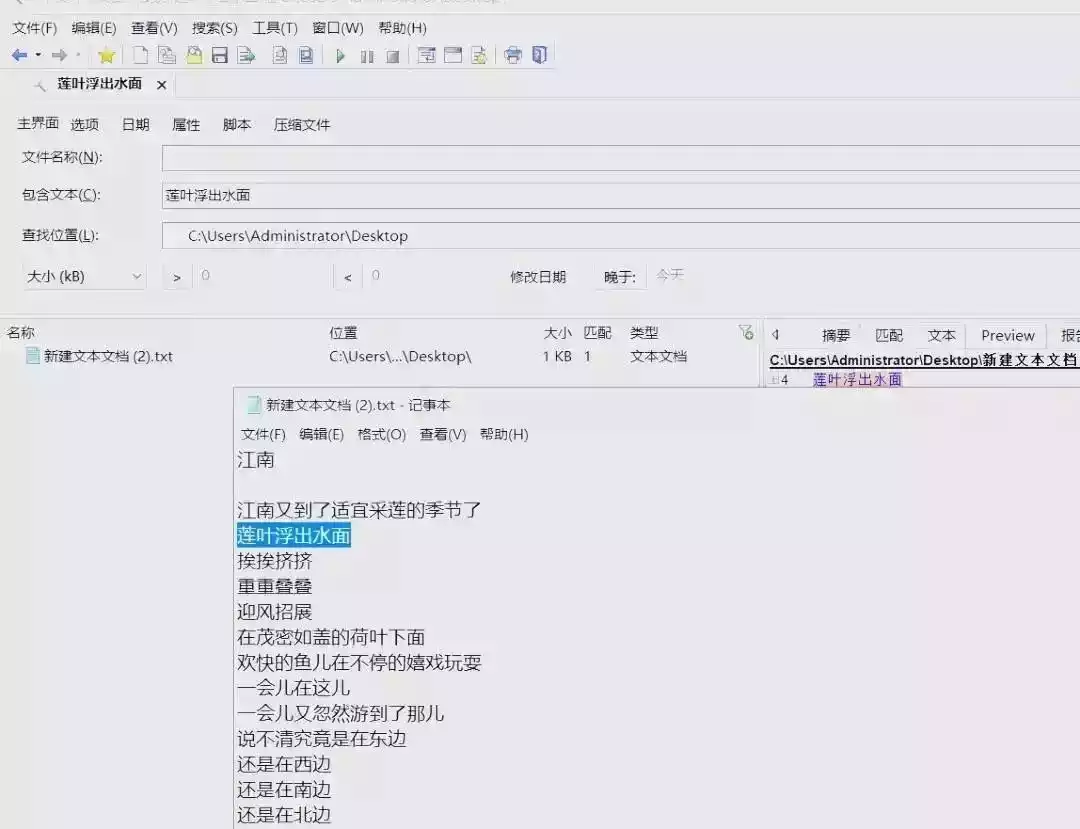 文件(F) 编辑(E) 查看(V) 搜索(S) 工具(T) 窗口(W) 帮助(H)
莲叶浮出水面
主界面 选项 日期 属性 脚本 压缩文件
文件名称(N):
包含文本(C): 莲叶浮出水面
查找位置(L): C:\Users\Administrator\Desktop
大小 (kB) > 0 < 0 修改日期 晚于: 今天
名称 位置 大小 匹配 类型
新建文本文档 (2).txt C:\Users\...\Desktop\ 1 KB 1 文本文档
摘要 匹配 文本 Preview 报告
C:\Users\Administrator\Desktop\新建文本文档
4 莲叶浮出水面
新建文本文档 (2).txt - 记事本
文件(F) 编辑(E) 格式(O) 查看(V) 帮助(H)
江南
江南又到了适宜采莲的季节了
莲叶浮出水面
挨挨挤挤
重重叠叠
迎风招展
在茂密如盖的荷叶下面
欢快的鱼儿在不停的嬉戏玩耍
一会儿在这儿
一会儿又忽然游到了那儿
说不清究竟是在东边
还是在西边
还是在南边
还是在北边